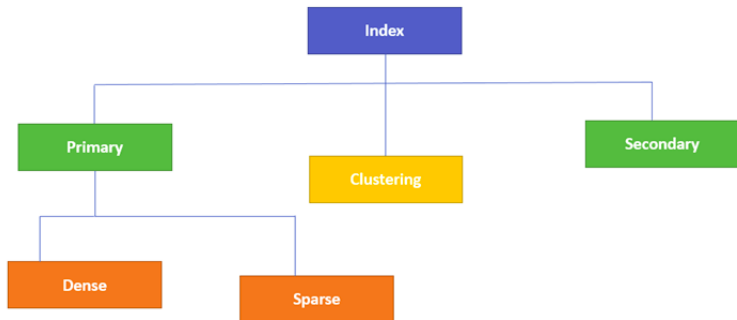 Index
Primary
Clustering
Secondary
Dense
Sparse